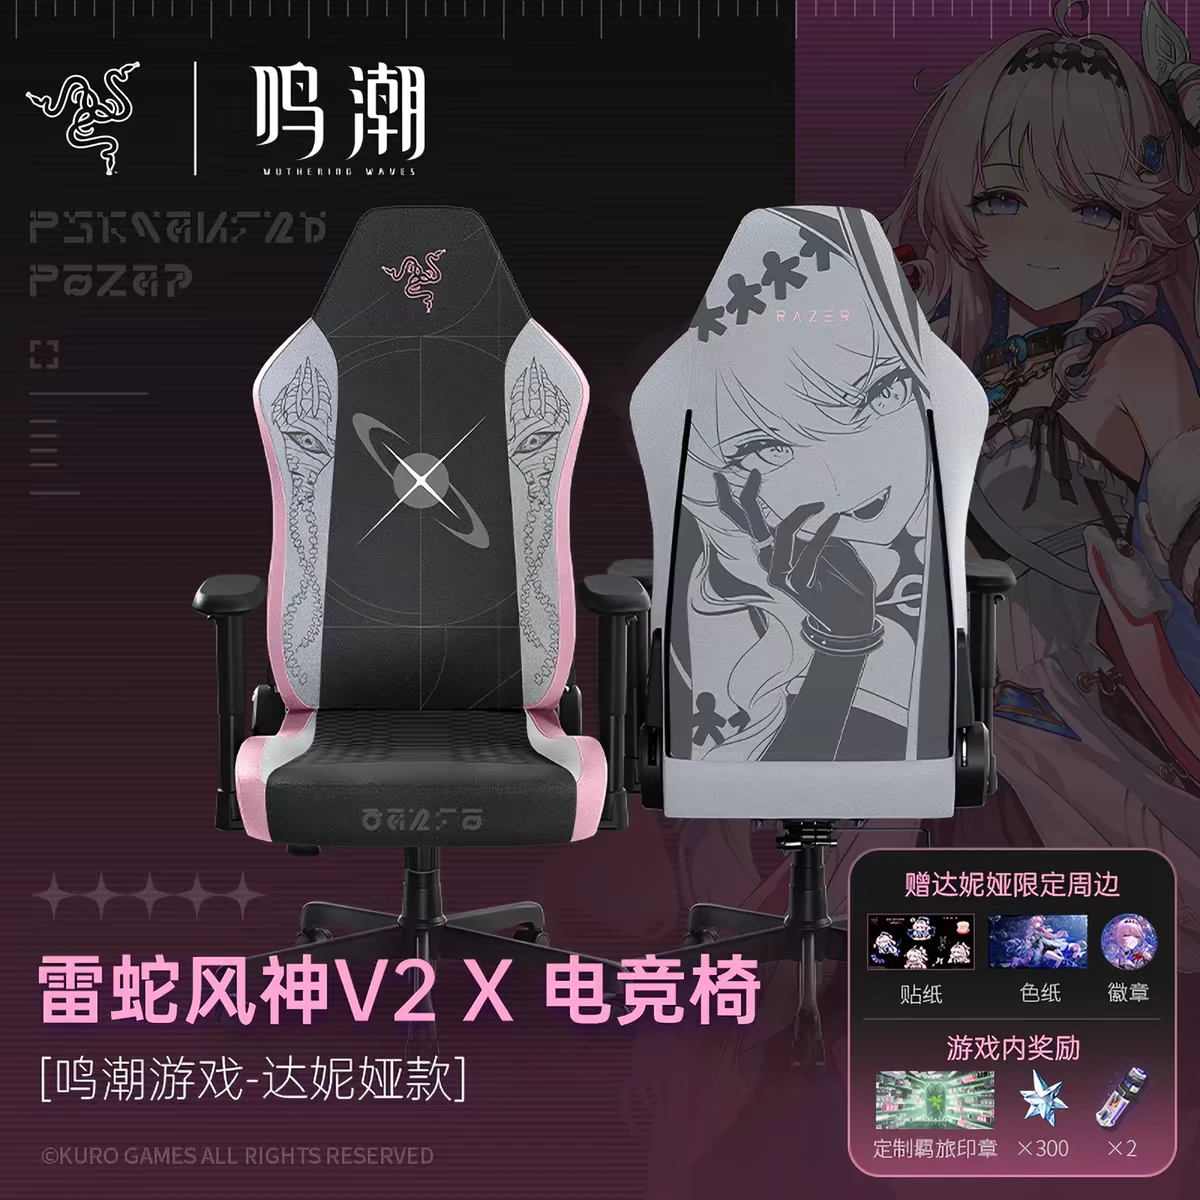 鸣潮
WUTHERING WAVES
RAZER
雷蛇风神V2 X 电竞椅
[鸣潮游戏-达妮娅款]
©KURO GAMES ALL RIGHTS RESERVED
赠达妮娅限定周边
贴纸 色纸 徽章
游戏内奖励
定制羁旅印章 ×300 ×2